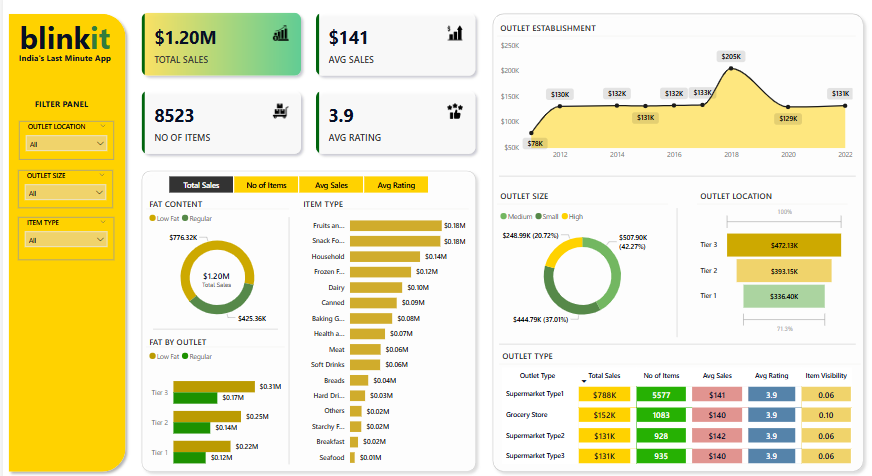 blinkit
India's Last Minute App
FILTER PANEL
OUTLET LOCATION
All
OUTLET SIZE
All
ITEM TYPE
All
$1.20M
TOTAL SALES
$141
AVG SALES
8523
NO OF ITEMS
3.9
AVG RATING
Total Sales
No of Items
Avg Sales
Avg Rating
FAT CONTENT
Low Fat Regular
$776.32K
$1.20M
Total Sales
$425.36K
FAT BY OUTLET
Low Fat Regular
Tier 3 $0.31M
$0.17M
Tier 2 $0.25M
$0.14M
Tier 1 $0.22M
$0.12M
ITEM TYPE
Fruits an... $0.18M
Snack Fo... $0.18M
Household $0.14M
Frozen F... $0.12M
Dairy $0.10M
Canned $0.09M
Baking G... $0.08M
Health a... $0.07M
Meat $0.06M
Soft Drinks $0.06M
Breads $0.04M
Hard Dri... $0.03M
Others $0.02M
Starchy F... $0.02M
Breakfast $0.02M
Seafood $0.01M
OUTLET ESTABLISHMENT
$250K
$200K
$150K
$100K
$50K
$78K
$130K
$132K
$131K
$132K
$133K
$205K
$129K
$131K
2012 2014 2016 2018 2020 2022
OUTLET SIZE
Medium Small High
$248.99K (20.72%)
$507.90K
(42.27%)
$444.79K (37.01%)
OUTLET LOCATION
100%
Tier 3 $472.13K
Tier 2 $393.15K
Tier 1 $336.40K
71.3%
OUTLET TYPE
Outlet Type Total Sales No of Items Avg Sales Avg Rating Item Visibility
Supermarket Type1 $788K 5577 $141 3.9 0.06
Grocery Store $152K 1083 $140 3.9 0.10
Supermarket Type2 $131K 928 $142 3.9 0.06
Supermarket Type3 $131K 935 $140 3.9 0.06